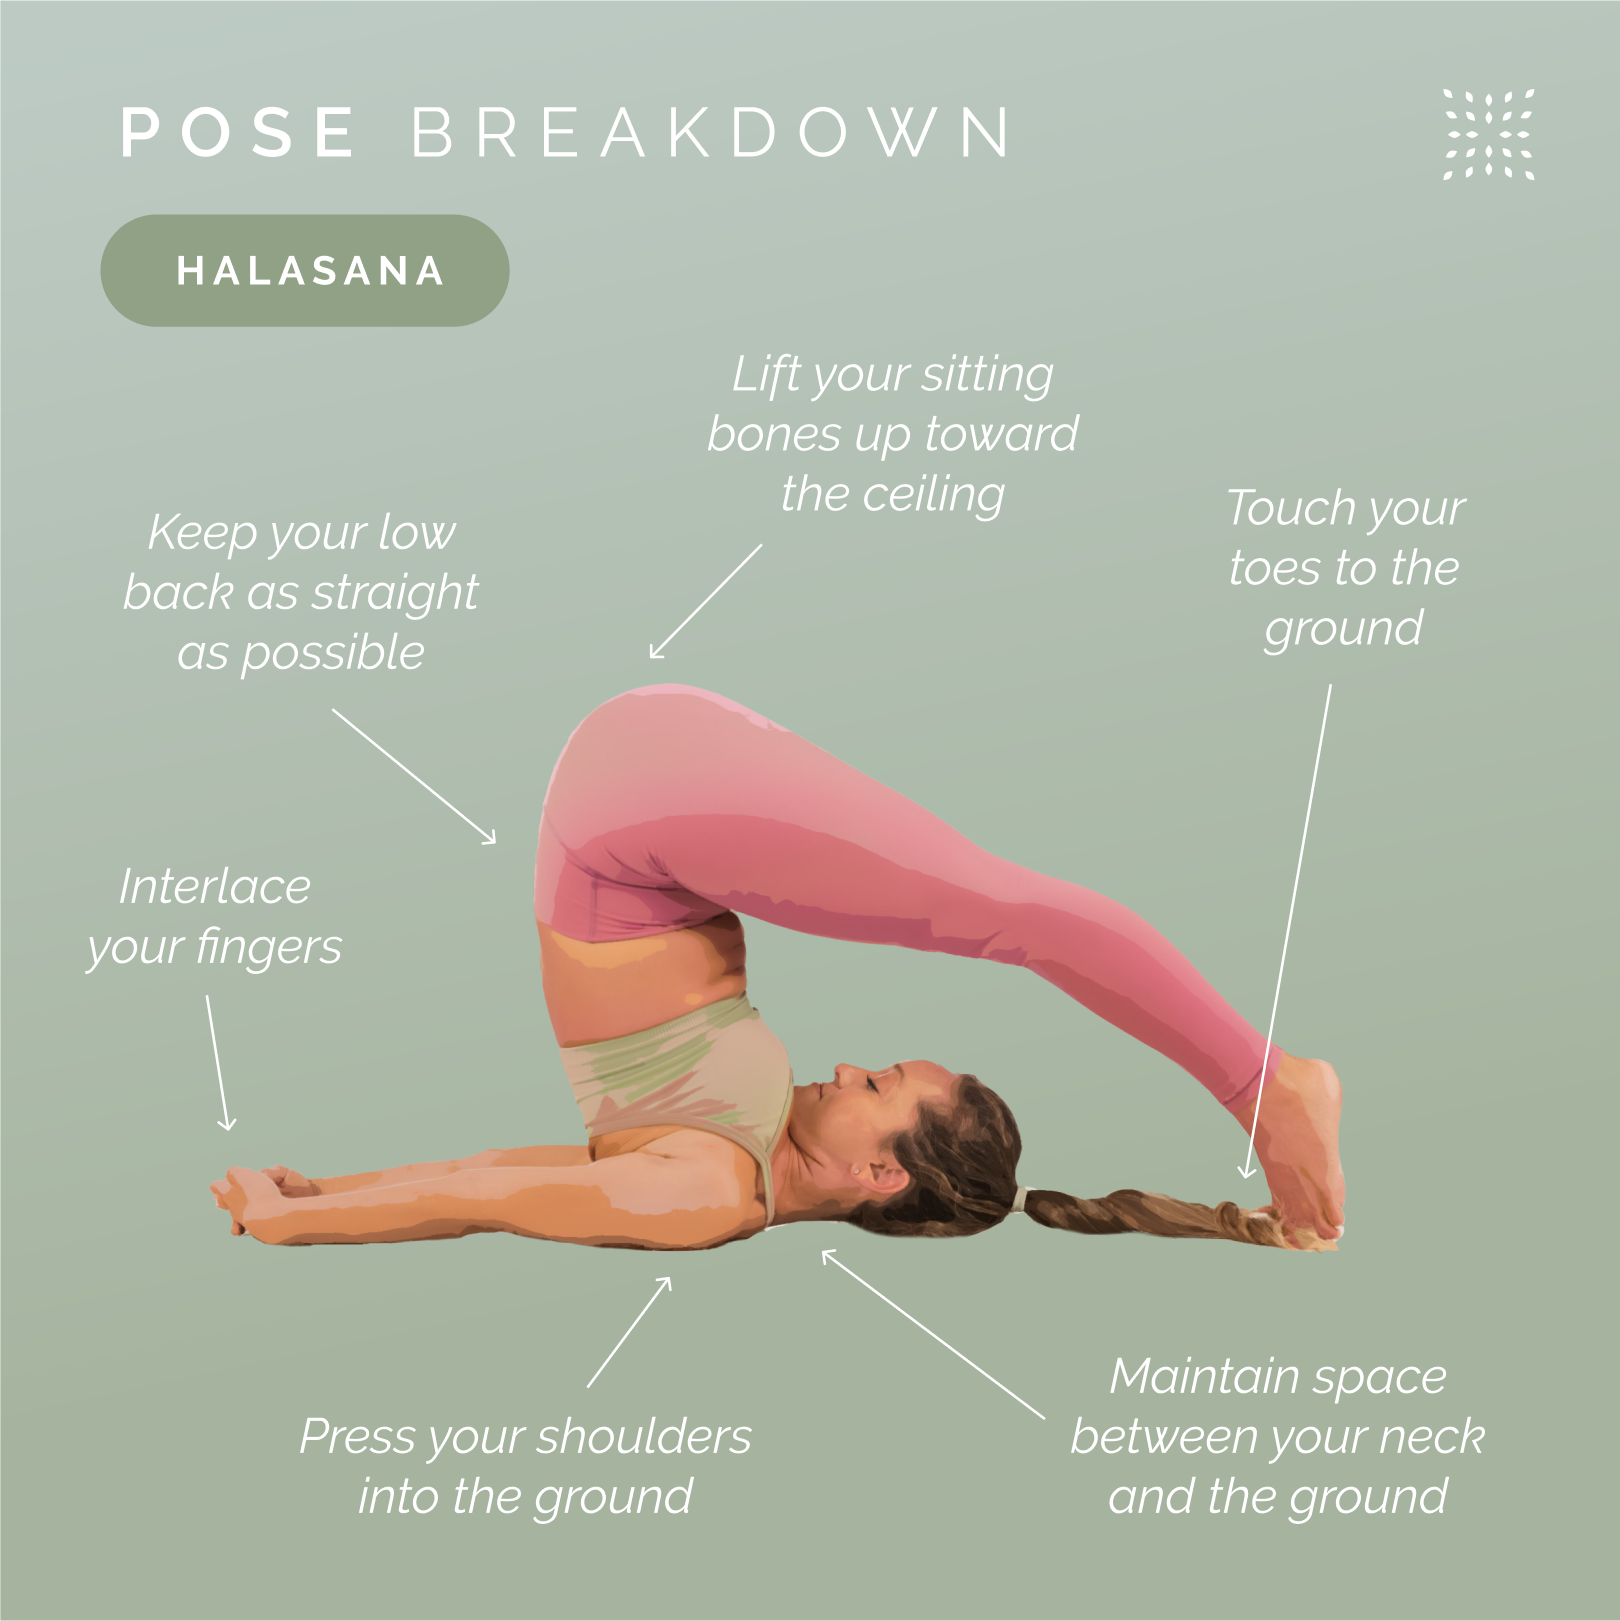 POSE BREAKDOWN
HALASANA
Lift your sitting
bones up toward
the ceiling
Touch your
toes to the
ground
Keep your low
back as straight
as possible
Interlace
your fingers
Press your shoulders
into the ground
Maintain space
between your neck
and the ground